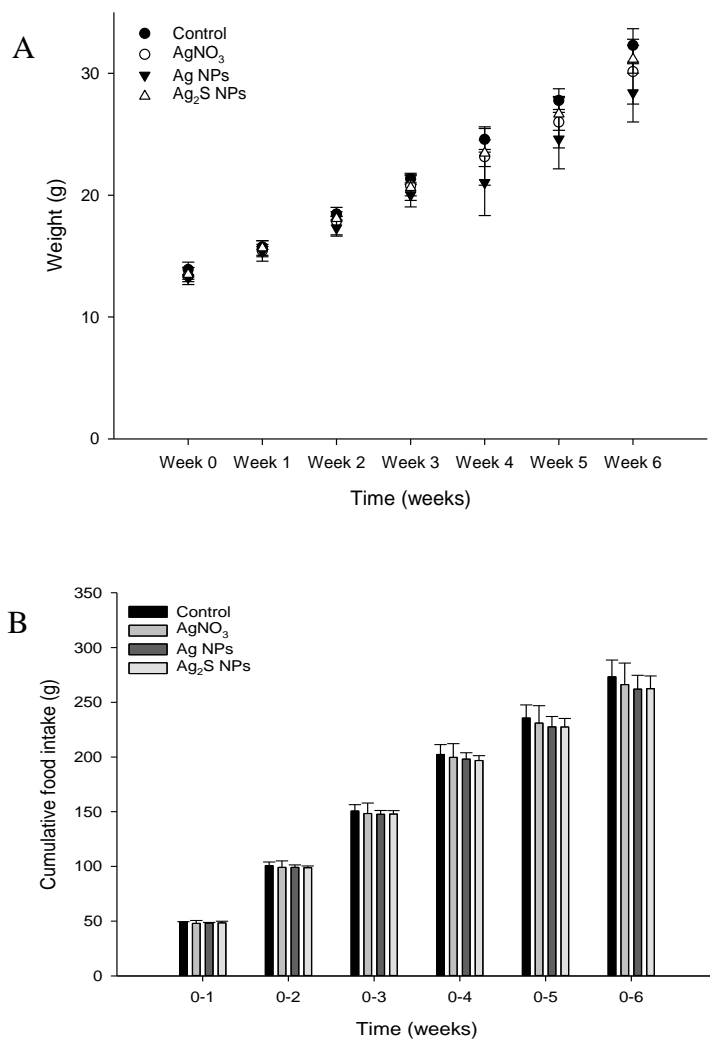 A
Control
AgNO₃
Ag NPs
Ag₂S NPs
30
20
10
0
Weight (g)
Week 0 Week 1 Week 2 Week 3 Week 4 Week 5 Week 6
Time (weeks)
B
Control
AgNO₃
Ag NPs
Ag₂S NPs
350
300
250
200
150
100
50
0
Cumulative food intake (g)
0-1 0-2 0-3 0-4 0-5 0-6
Time (weeks)